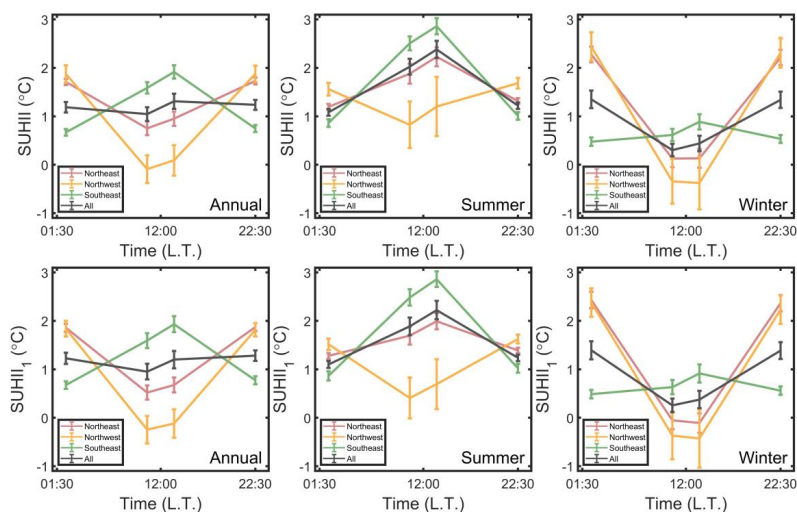 3
2
1
0
-1
SUHII (°C)
Northeast
Northwest
Southeast
All
Annual
01:30 12:00 22:30
Time (L.T.)
3
2
1
0
-1
SUHII (°C)
Northeast
Northwest
Southeast
All
Summer
01:30 12:00 22:30
Time (L.T.)
3
2
1
0
-1
SUHII (°C)
Northeast
Northwest
Southeast
All
Winter
01:30 12:00 22:30
Time (L.T.)
3
2
1
0
-1
SUHII₁ (°C)
Northeast
Northwest
Southeast
All
Annual
01:30 12:00 22:30
Time (L.T.)
3
2
1
0
-1
SUHII₁ (°C)
Northeast
Northwest
Southeast
All
Summer
01:30 12:00 22:30
Time (L.T.)
3
2
1
0
-1
SUHII₁ (°C)
Northeast
Northwest
Southeast
All
Winter
01:30 12:00 22:30
Time (L.T.)